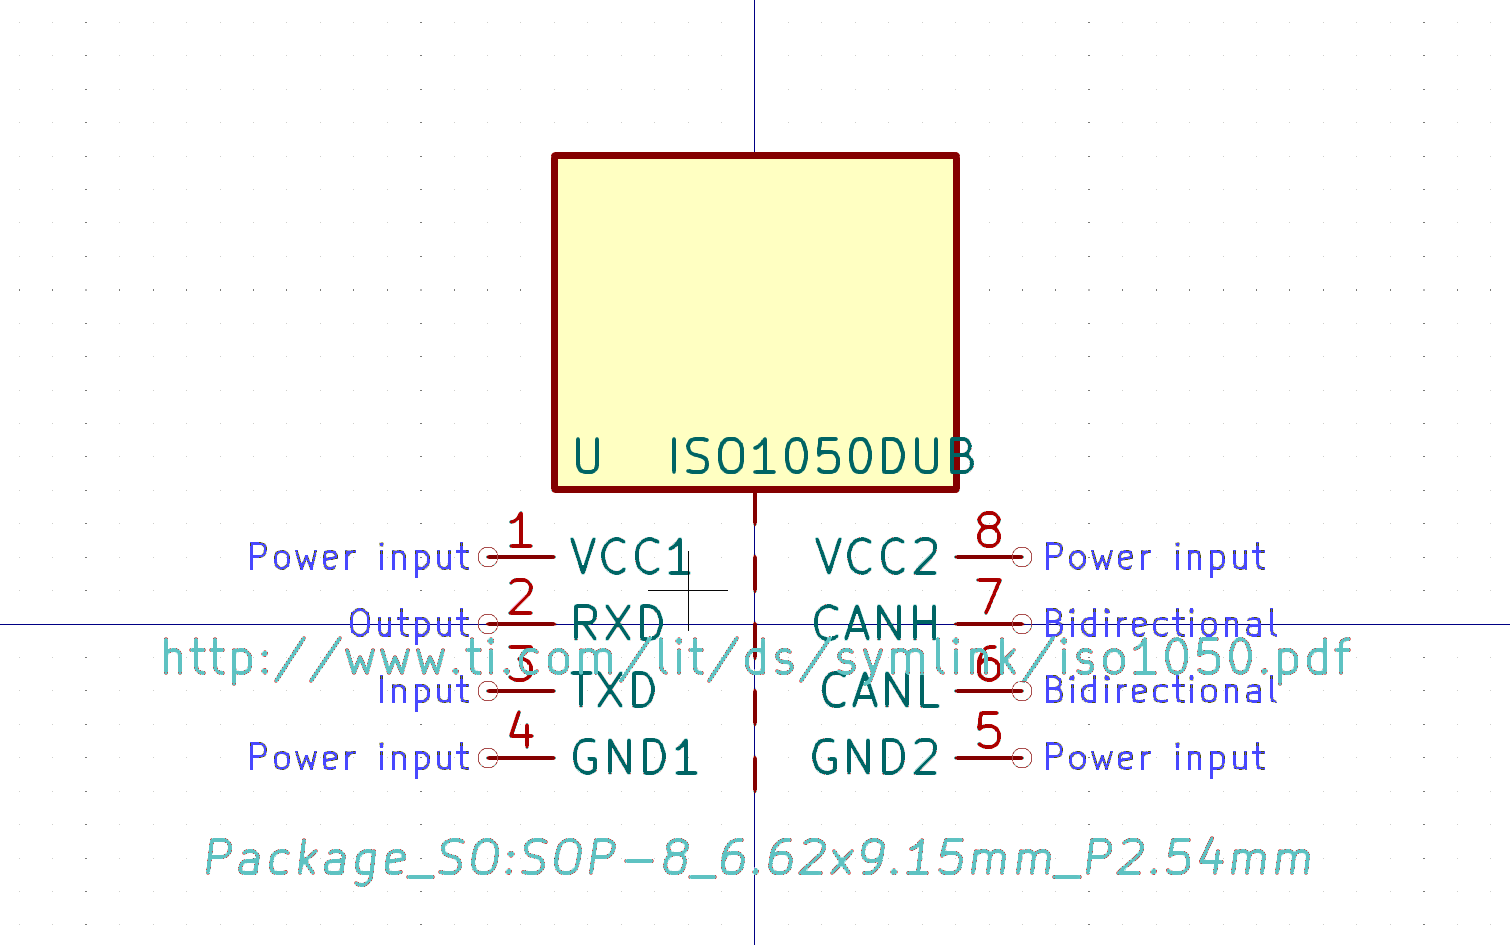 U ISO1050DUB
Power input 1 VCC1 VCC2 8 Power input
Output 2 RXD CANH 7 Bidirectional
http://www.ti.com/lit/ds/symlink/iso1050.pdf
Input 3 TXD CANL 6 Bidirectional
Power input 4 GND1 GND2 5 Power input
Package_SO:SOP-8_6.62x9.15mm_P2.54mm